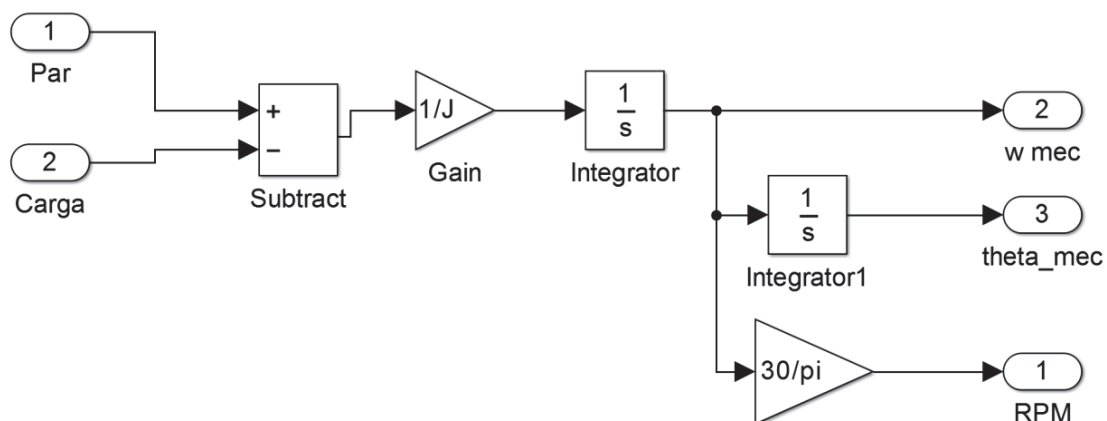 1
Par
2
Carga
+
−
Subtract
1/J
Gain
1
s
Integrator
2
w mec
1
s
Integrator1
3
theta_mec
30/pi
1
RPM